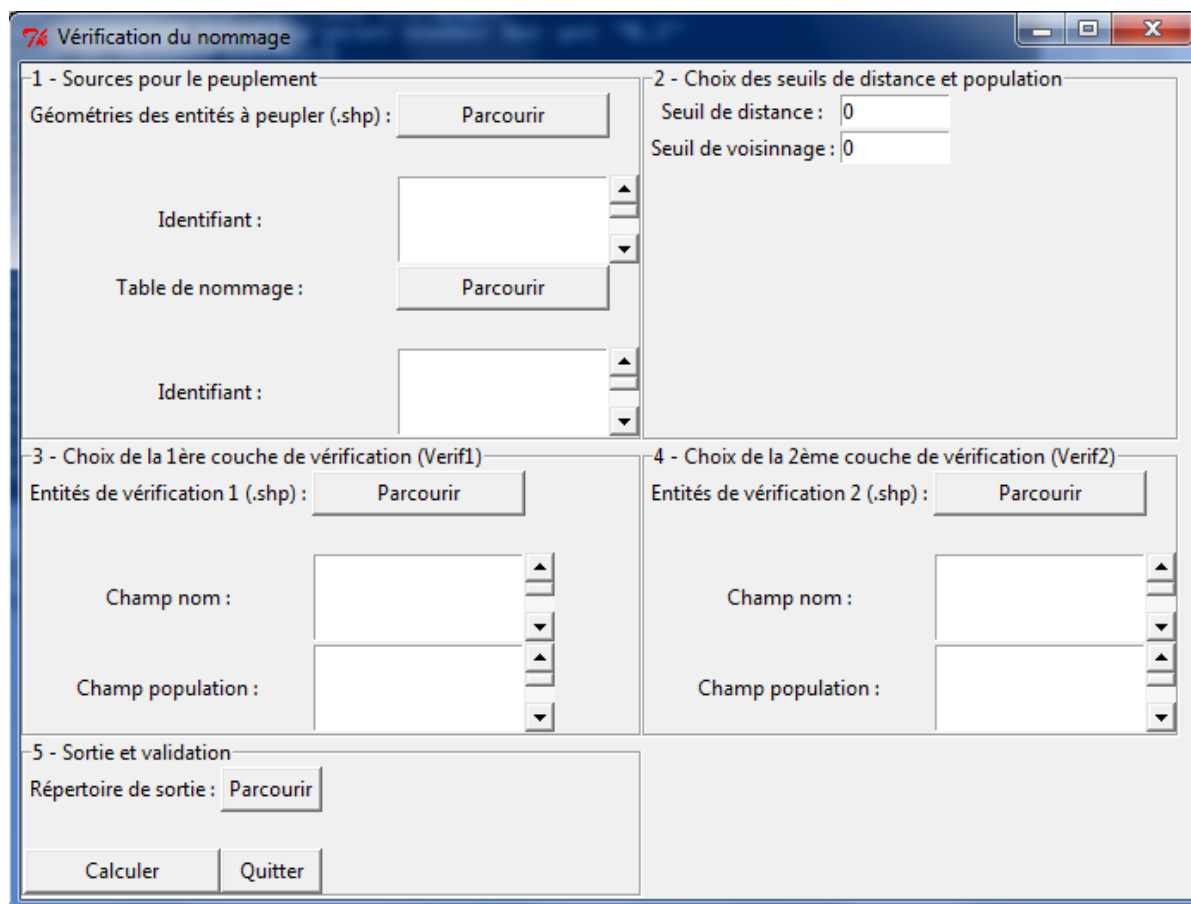 Vérification du nommage
1 - Sources pour le peuplement
Géométries des entités à peupler (.shp) : Parcourir
Identifiant :
Table de nommage : Parcourir
Identifiant :
2 - Choix des seuils de distance et population
Seuil de distance : 0
Seuil de voisinnage : 0
3 - Choix de la 1ère couche de vérification (Verif1)
Entités de vérification 1 (.shp) : Parcourir
Champ nom :
Champ population :
4 - Choix de la 2ème couche de vérification (Verif2)
Entités de vérification 2 (.shp) : Parcourir
Champ nom :
Champ population :
5 - Sortie et validation
Répertoire de sortie : Parcourir
Calculer Quitter